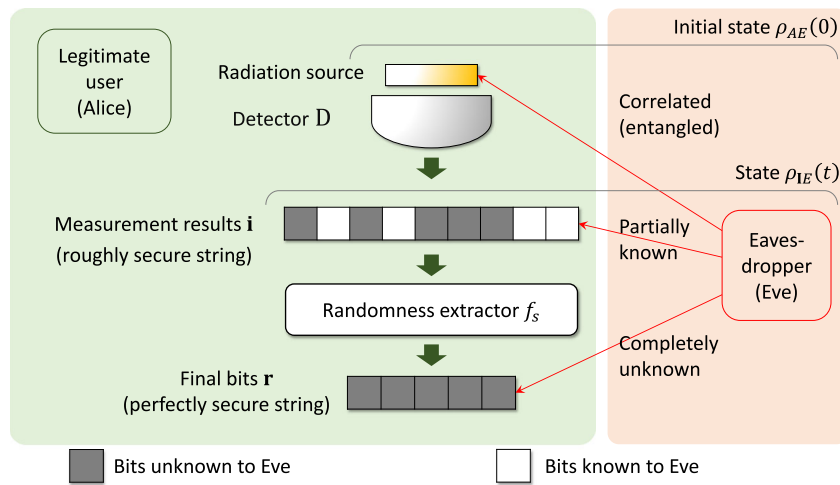 Initial state ρ_AE(0)
Legitimate
user
(Alice)
Radiation source
Detector D
Correlated
(entangled)
State ρ_IE(t)
Measurement results i
(roughly secure string)
Partially
known
Eaves-
dropper
(Eve)
Randomness extractor f_s
Completely
unknown
Final bits r
(perfectly secure string)
Bits unknown to Eve
Bits known to Eve